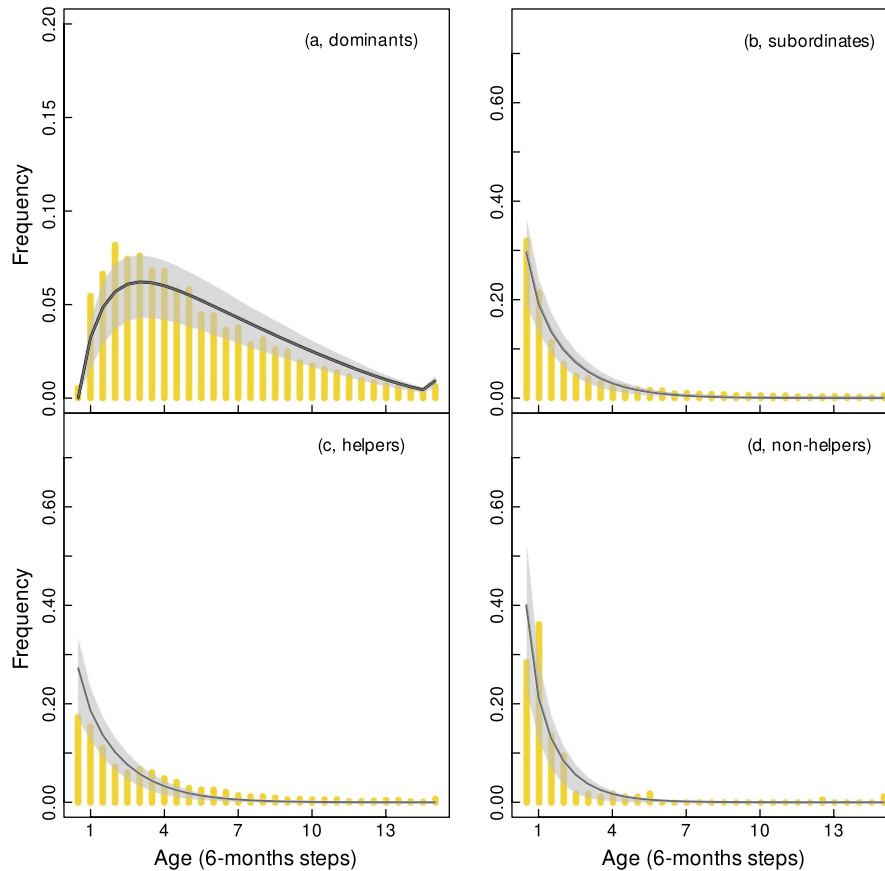 (a, dominants)
0.20
0.15
0.10
0.05
0.00
Frequency
(b, subordinates)
0.60
0.40
0.20
0.00
(c, helpers)
0.60
0.40
0.20
0.00
Frequency
1 4 7 10 13
Age (6-months steps)
(d, non-helpers)
0.60
0.40
0.20
0.00
1 4 7 10 13
Age (6-months steps)